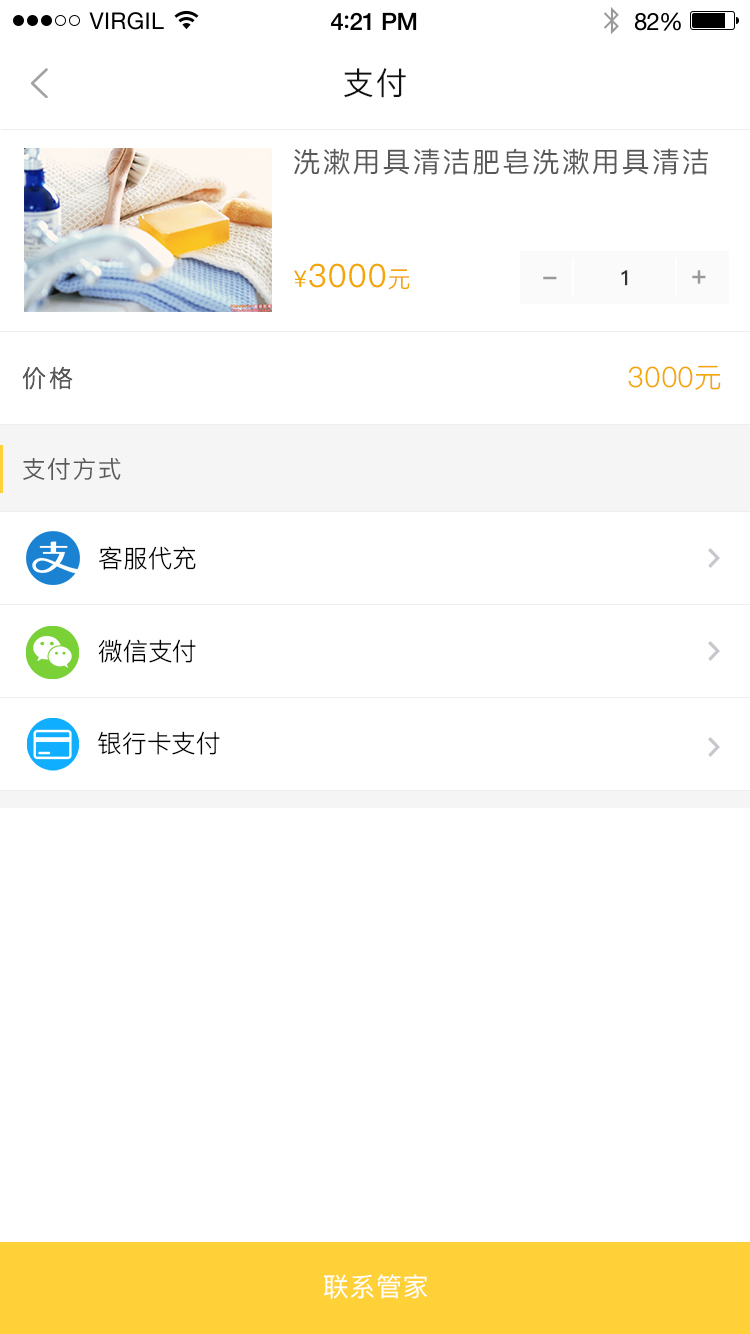 VIRGIL 4:21 PM 82%
支付
洗漱用具清洁肥皂洗漱用具清洁
¥3000元 − 1 +
价格 3000元
支付方式
客服代充
微信支付
银行卡支付
联系管家